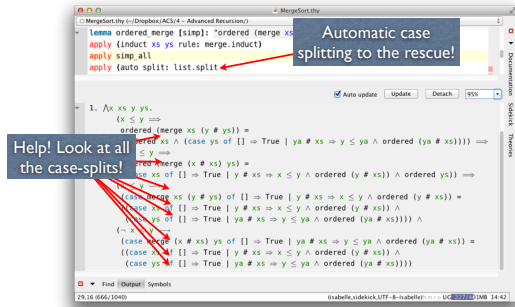 MergeSort.thy
MergeSort.thy (~/Dropbox/ACS/4 – Advanced Recursion/)
lemma ordered_merge [simp]: "ordered (merge xs
apply (induct xs ys rule: merge.induct)
apply simp_all
apply (auto split: list.split
Automatic case
splitting to the rescue!
Auto update Update Detach 95%
Documentation
Sidekick
Theories
1. ⋀x xs y ys.
(x ≤ y ⟹
ordered (merge xs (y # ys)) =
xs ∧ (case ys of [] ⇒ True | ya # xs ⇒ y ≤ ya ∧ ordered (ya # xs)))) ⟹
≤ y ⟶
(merge (x # xs) ys) =
of [] ⇒ True | y # xs ⇒ x ≤ y ∧ ordered (y # xs)) ∧ ordered ys)) ⟹
Help! Look at all
the case-splits!
(case merge xs (y # ys) of [] ⇒ True | ya # xs ⇒ x ≤ ya ∧ ordered (ya # xs)) =
of [] ⇒ True | y # xs ⇒ x ≤ y ∧ ordered (y # xs)) ∧
(case ys of [] ⇒ True | ya # xs ⇒ y ≤ ya ∧ ordered (ya # xs)))) ∧
(¬ x ≤ y ⟶
(case merge (x # xs) ys of [] ⇒ True | ya # xs ⇒ y ≤ ya ∧ ordered (ya # xs)) =
((case xs of [] ⇒ True | y # xs ⇒ x ≤ y ∧ ordered (y # xs)) ∧
(case ys of [] ⇒ True | ya # xs ⇒ y ≤ ya ∧ ordered (ya # xs))))
Find Output Symbols
29,16 (666/1040) (isabelle,sidekick,UTF-8-Isabelle) UG 14:42